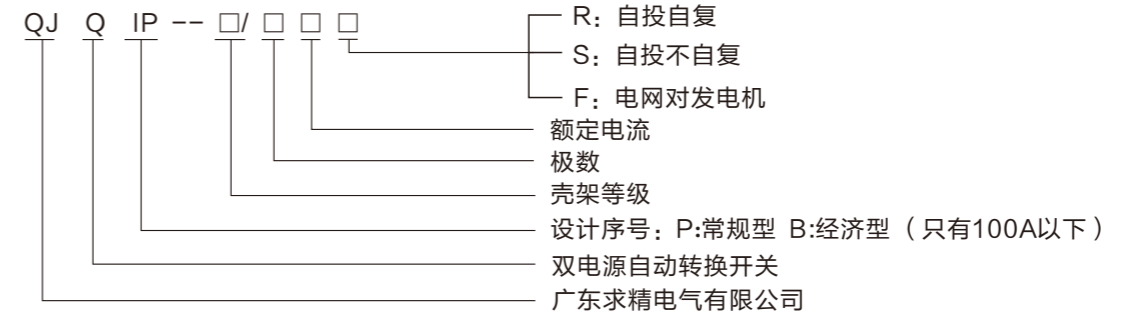 QJ Q IP -- □/ □ □ □
R：自投自复
S：自投不自复
F：电网对发电机
额定电流
极数
壳架等级
设计序号：P:常规型 B:经济型（只有100A以下）
双电源自动转换开关
广东求精电气有限公司